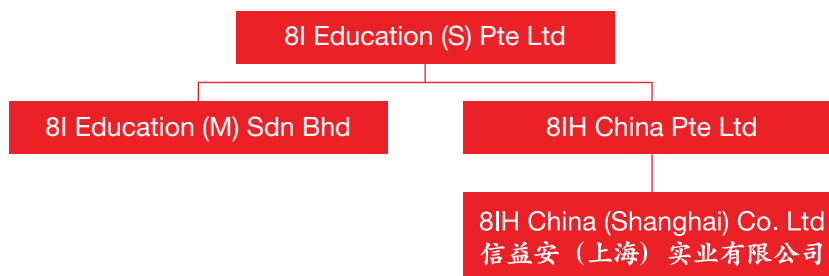 8I Education (S) Pte Ltd
8I Education (M) Sdn Bhd
8IH China Pte Ltd
8IH China (Shanghai) Co. Ltd
信益安（上海）实业有限公司